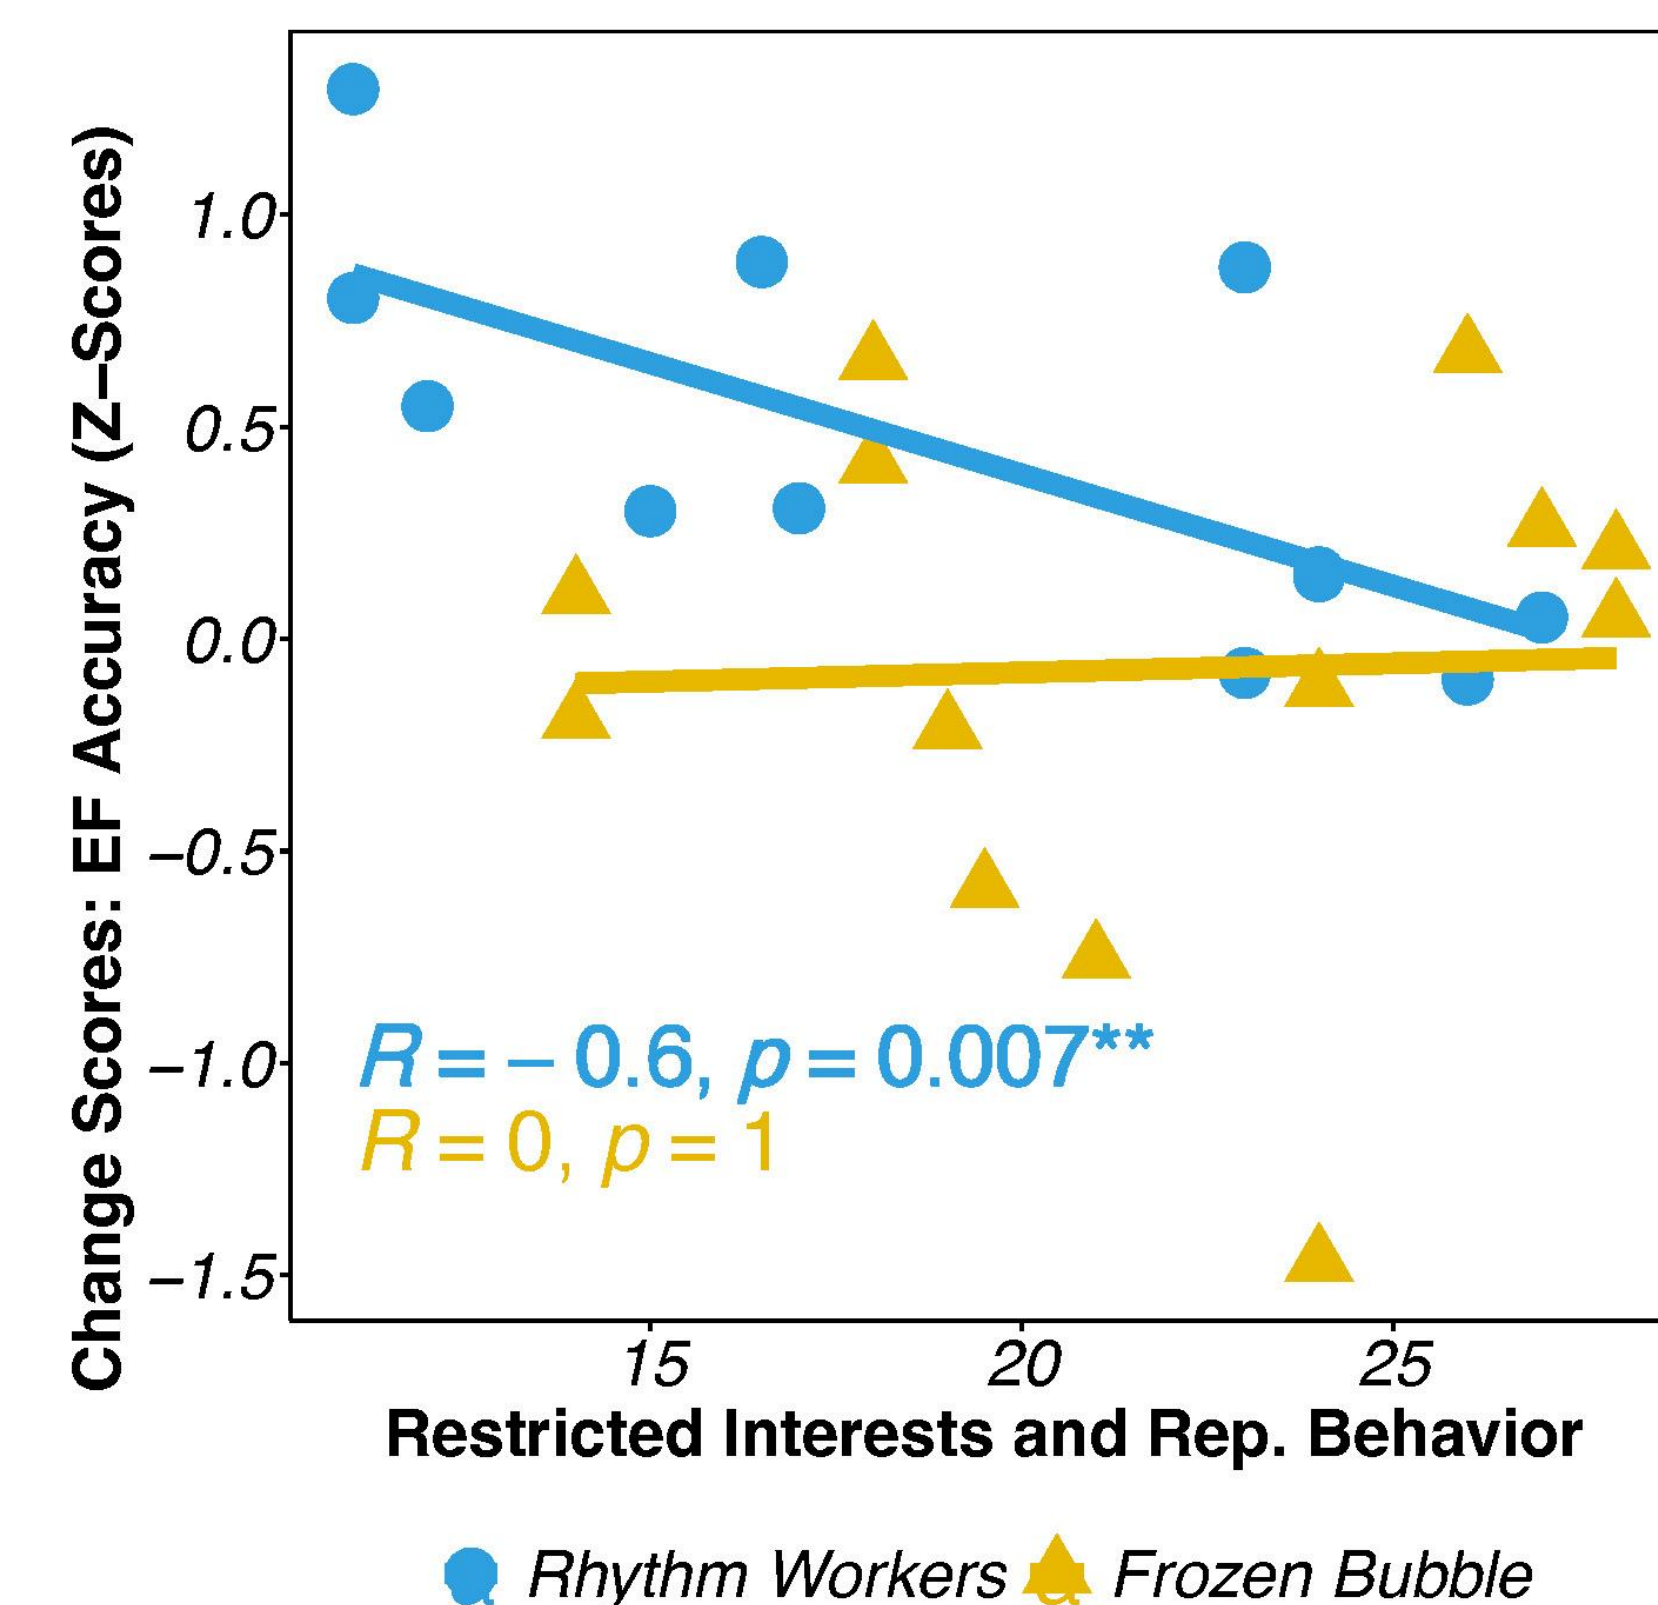 Change Scores: EF Accuracy (Z–Scores)
1.0
0.5
0.0
−0.5
−1.0
−1.5
R = − 0.6, p = 0.007**
R = 0, p = 1
15 20 25
Restricted Interests and Rep. Behavior
Rhythm Workers Frozen Bubble